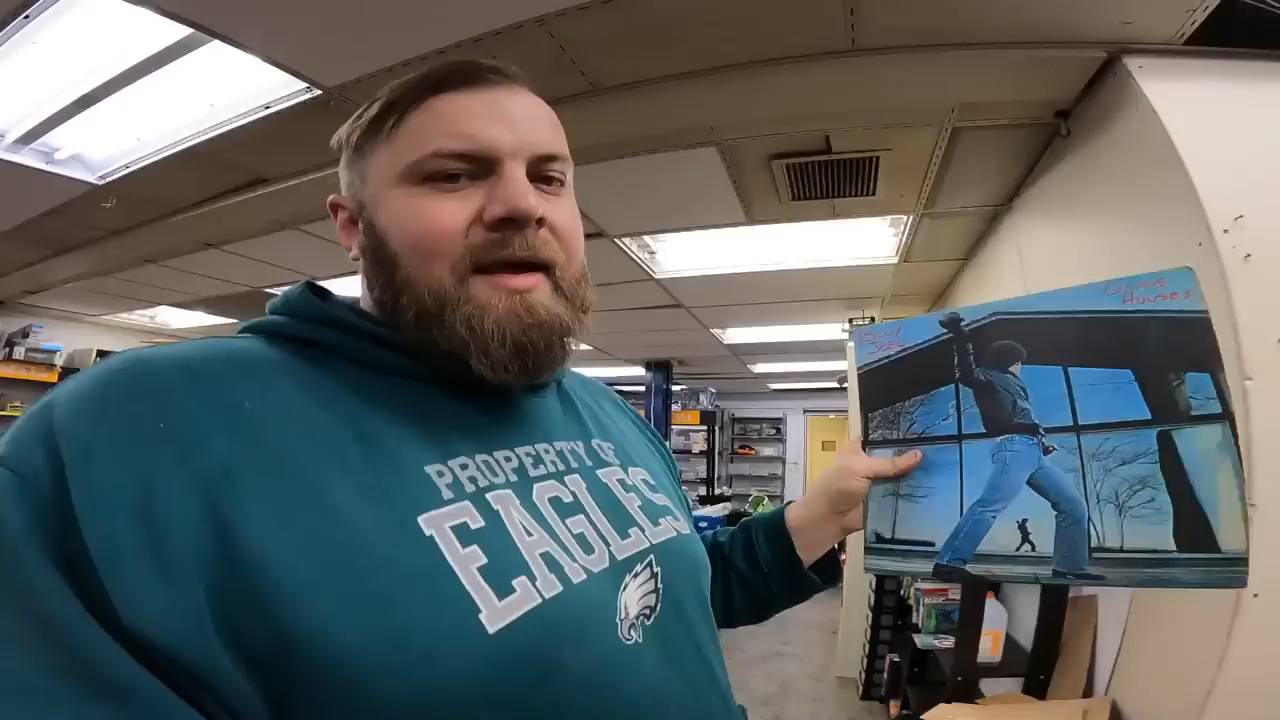 PROPERTY OF
EAGLES
BILLY
JOEL
GLASS
HOUSES